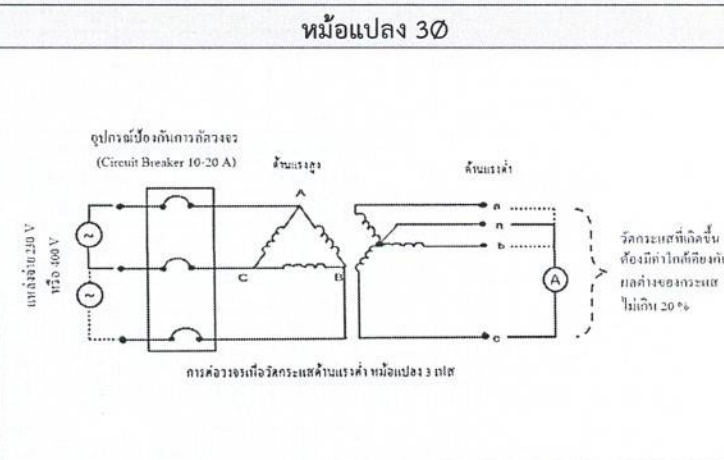 หม้อแปลง 3Ø
อุปกรณ์ป้องกันการลัดวงจร
(Circuit Breaker 10-20 A)
ด้านแรงสูง
ด้านแรงต่ำ
แหล่งจ่าย 230 V
หรือ 400 V
~
~
A
C
B
a
n
b
c
A
วัดกระแสที่เกิดขึ้น
ต้องมีค่าใกล้เคียงกัน
ผลต่างของกระแส
ไม่เกิน 20 %
การต่อวงจรเพื่อวัดกระแสด้านแรงต่ำ หม้อแปลง 3 เฟส